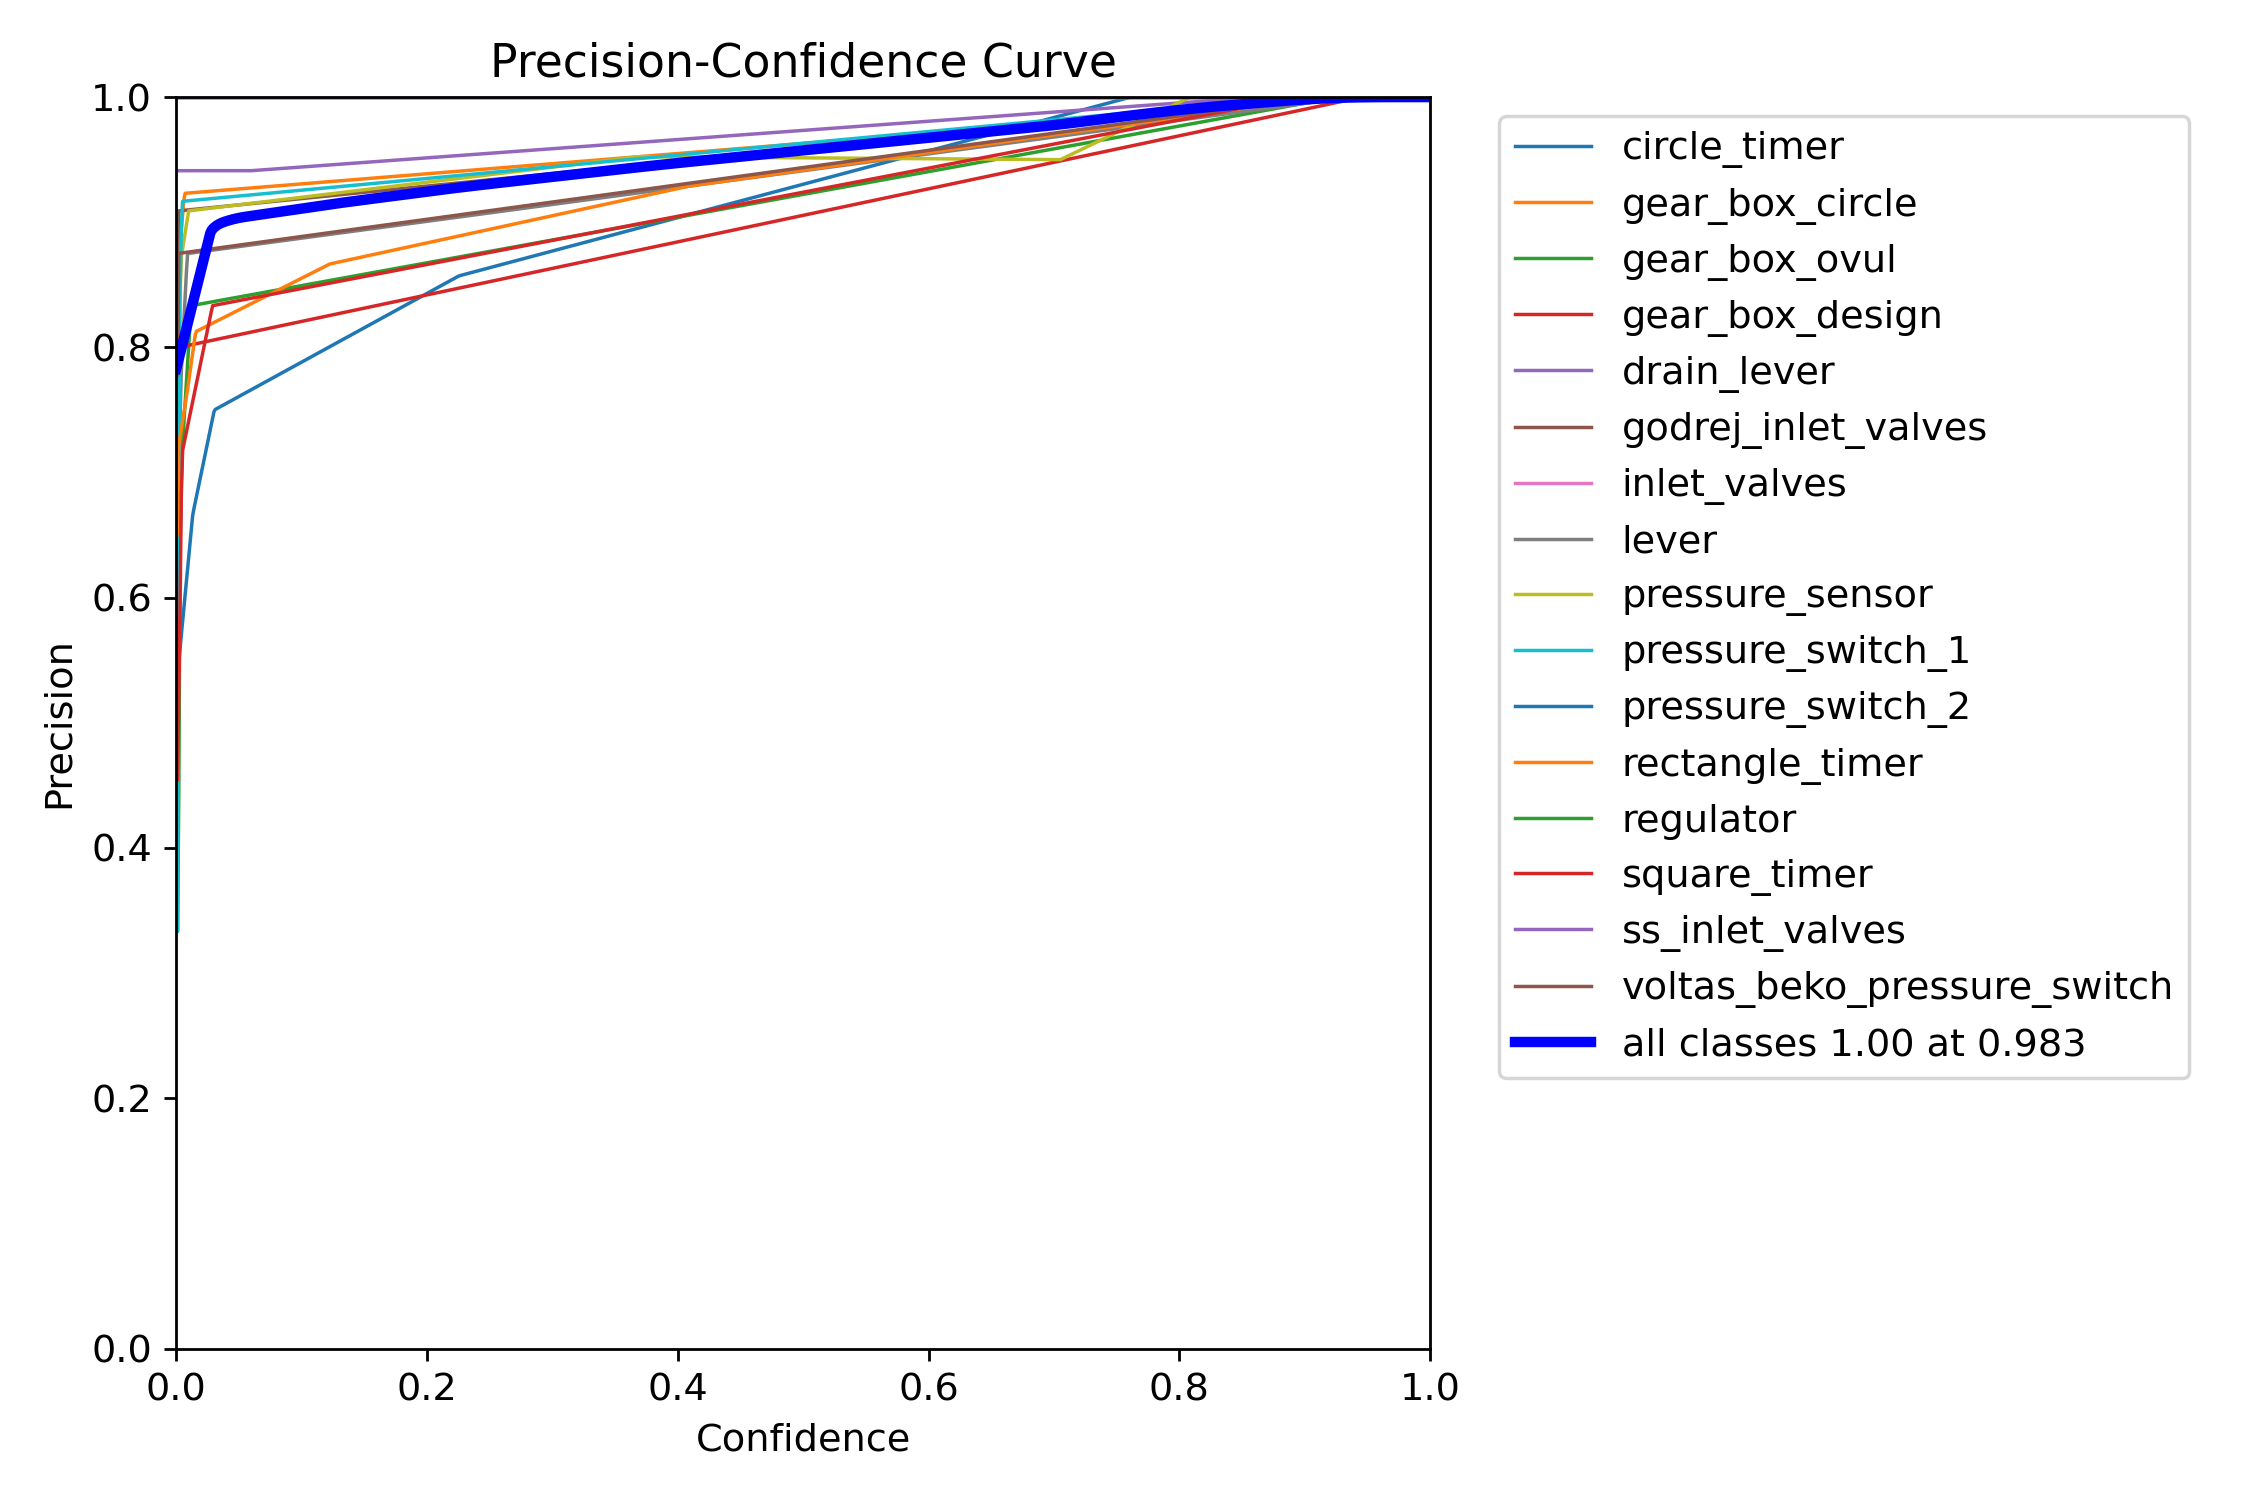 Precision-Confidence Curve
1.0
0.8
0.6
0.4
0.2
0.0
Precision
0.0 0.2 0.4 0.6 0.8 1.0
Confidence
circle_timer
gear_box_circle
gear_box_ovul
gear_box_design
drain_lever
godrej_inlet_valves
inlet_valves
lever
pressure_sensor
pressure_switch_1
pressure_switch_2
rectangle_timer
regulator
square_timer
ss_inlet_valves
voltas_beko_pressure_switch
all classes 1.00 at 0.983